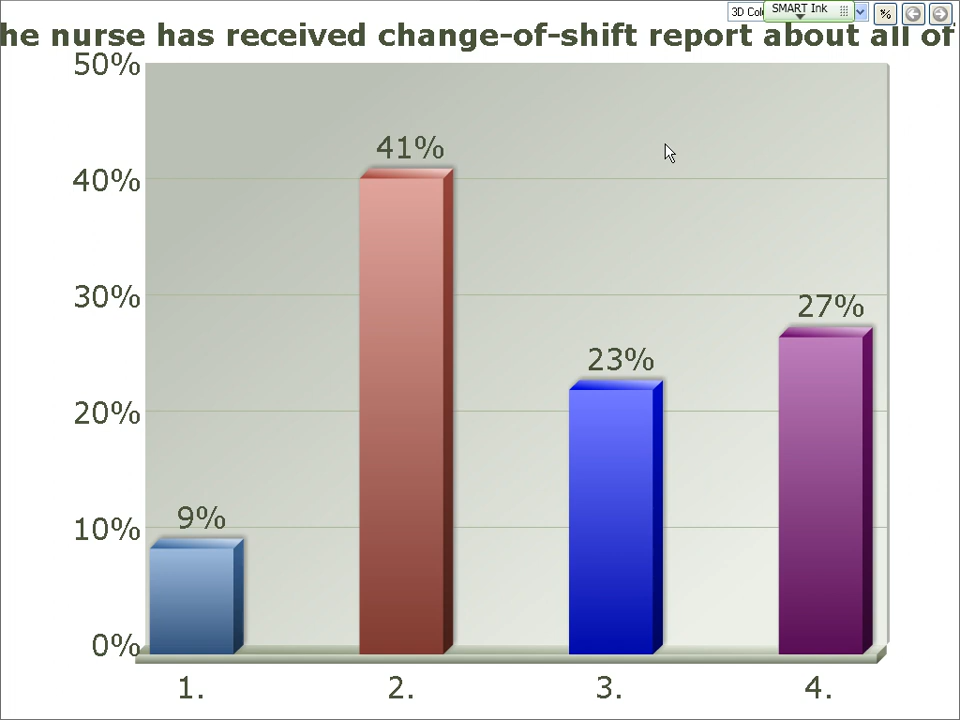 3D Col
SMART Ink
%
he nurse has received change-of-shift report about all of
50%
41%
40%
30%
27%
23%
20%
9%
10%
0%
1. 2. 3. 4.